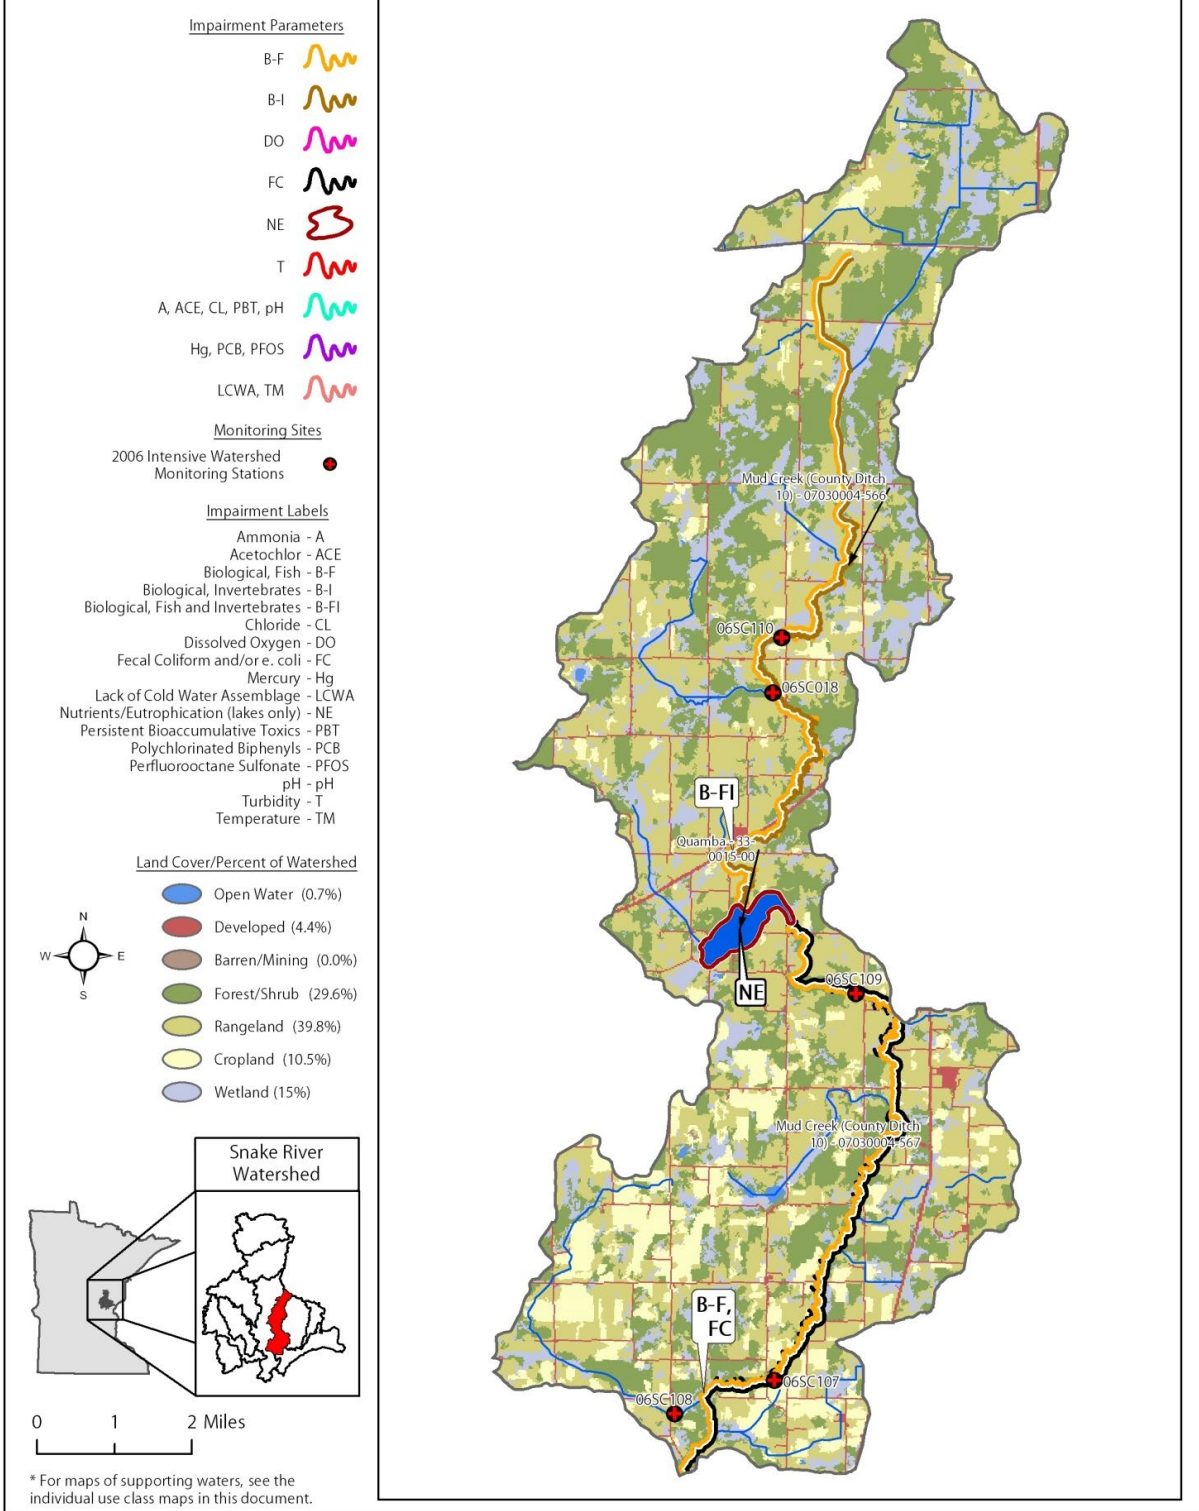 Impairment Parameters
B-F
B-I
DO
FC
NE
T
A, ACE, CL, PBT, pH
Hg, PCB, PFOS
LCWA, TM
Monitoring Sites
2006 Intensive Watershed
Monitoring Stations
Impairment Labels
Ammonia - A
Acetochlor - ACE
Biological, Fish - B-F
Biological, Invertebrates - B-I
Biological, Fish and Invertebrates - B-FI
Chloride - CL
Dissolved Oxygen - DO
Fecal Coliform and/or e. coli - FC
Mercury - Hg
Lack of Cold Water Assemblage - LCWA
Nutrients/Eutrophication (lakes only) - NE
Persistent Bioaccumulative Toxics - PBT
Polychlorinated Biphenyls - PCB
Perfluorooctane Sulfonate - PFOS
pH - pH
Turbidity - T
Temperature - TM
Land Cover/Percent of Watershed
Open Water (0.7%)
Developed (4.4%)
Barren/Mining (0.0%)
Forest/Shrub (29.6%)
Rangeland (39.8%)
Cropland (10.5%)
Wetland (15%)
N
W
E
S
Snake River
Watershed
0 1 2 Miles
* For maps of supporting waters, see the
individual use class maps in this document.
Mud Creek (County Ditch
10) - 07030004-566
06SC110
06SC018
B-FI
Quamba - 33-
0015-00
NE
06SC109
Mud Creek (County Ditch
10) - 07030004-567
B-F,
FC
06SC107
06SC108